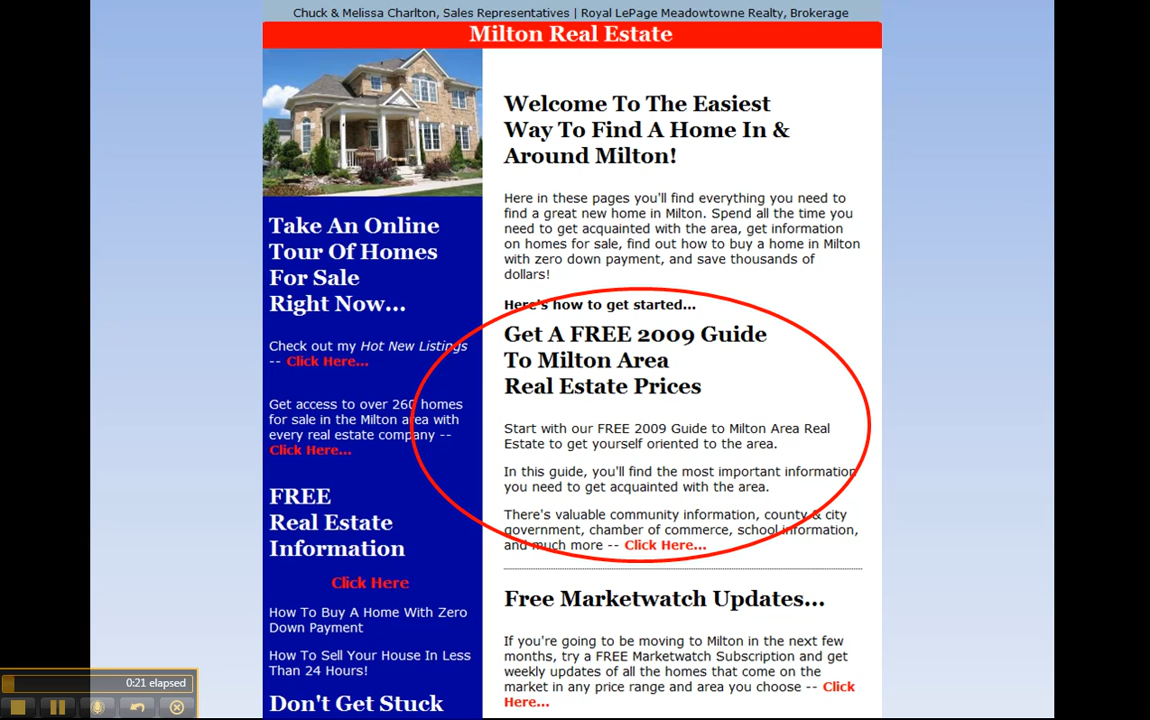 Chuck & Melissa Charlton, Sales Representatives | Royal LePage Meadowtowne Realty, Brokerage
Milton Real Estate
Take An Online
Tour Of Homes
For Sale
Right Now...
Check out my Hot New Listings
-- Click Here...
Get access to over 260 homes
for sale in the Milton area with
every real estate company --
Click Here...
FREE
Real Estate
Information
Click Here
How To Buy A Home With Zero
Down Payment
How To Sell Your House In Less
Than 24 Hours!
Don't Get Stuck
Welcome To The Easiest
Way To Find A Home In &
Around Milton!
Here in these pages you'll find everything you need to
find a great new home in Milton. Spend all the time you
need to get acquainted with the area, get information
on homes for sale, find out how to buy a home in Milton
with zero down payment, and save thousands of
dollars!
Here's how to get started...
Get A FREE 2009 Guide
To Milton Area
Real Estate Prices
Start with our FREE 2009 Guide to Milton Area Real
Estate to get yourself oriented to the area.
In this guide, you'll find the most important information
you need to get acquainted with the area.
There's valuable community information, county & city
government, chamber of commerce, school information,
and much more -- Click Here...
Free Marketwatch Updates...
If you're going to be moving to Milton in the next few
months, try a FREE Marketwatch Subscription and get
weekly updates of all the homes that come on the
market in any price range and area you choose -- Click
Here...
0:21 elapsed